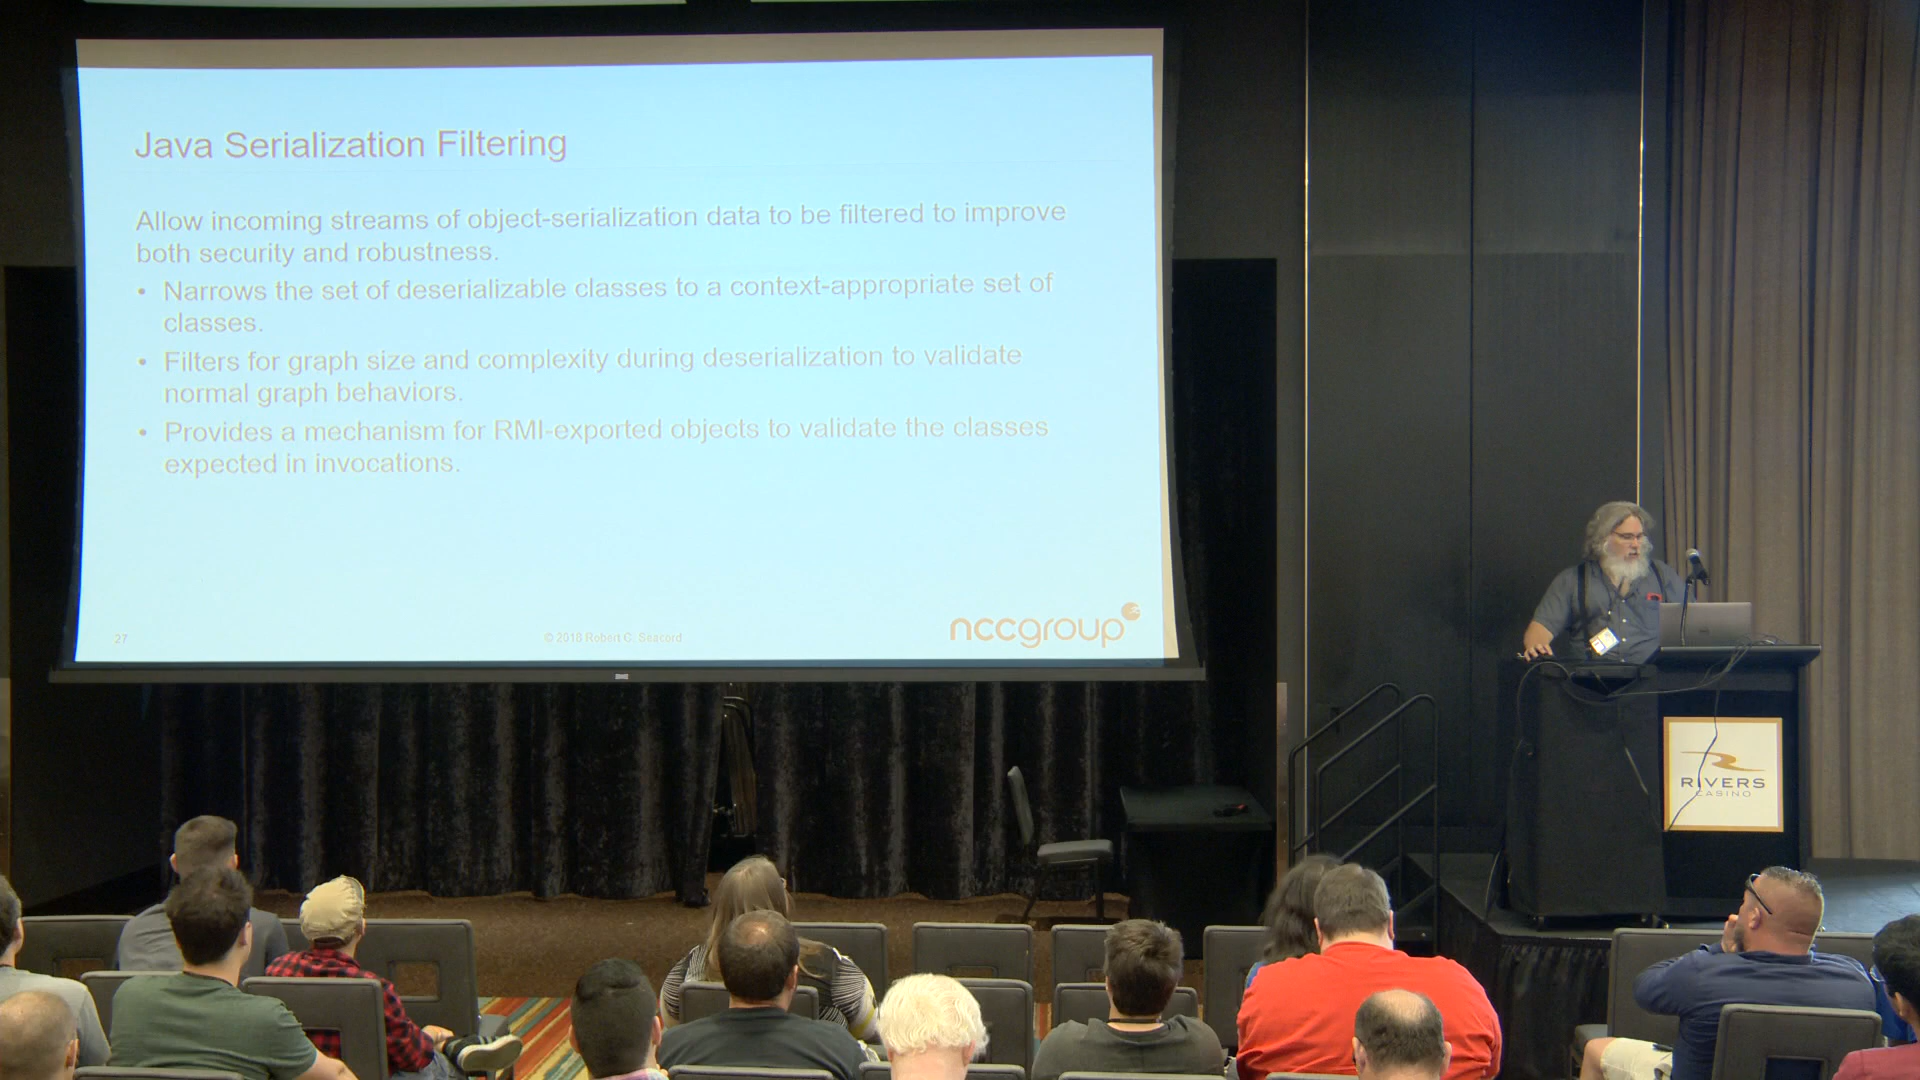 Java Serialization Filtering
Allow incoming streams of object-serialization data to be filtered to improve
both security and robustness.
• Narrows the set of deserializable classes to a context-appropriate set of
classes.
• Filters for graph size and complexity during deserialization to validate
normal graph behaviors.
• Provides a mechanism for RMI-exported objects to validate the classes
expected in invocations.
27
© 2018 Robert C. Seacord
nccgroup
RIVERS
CASINO